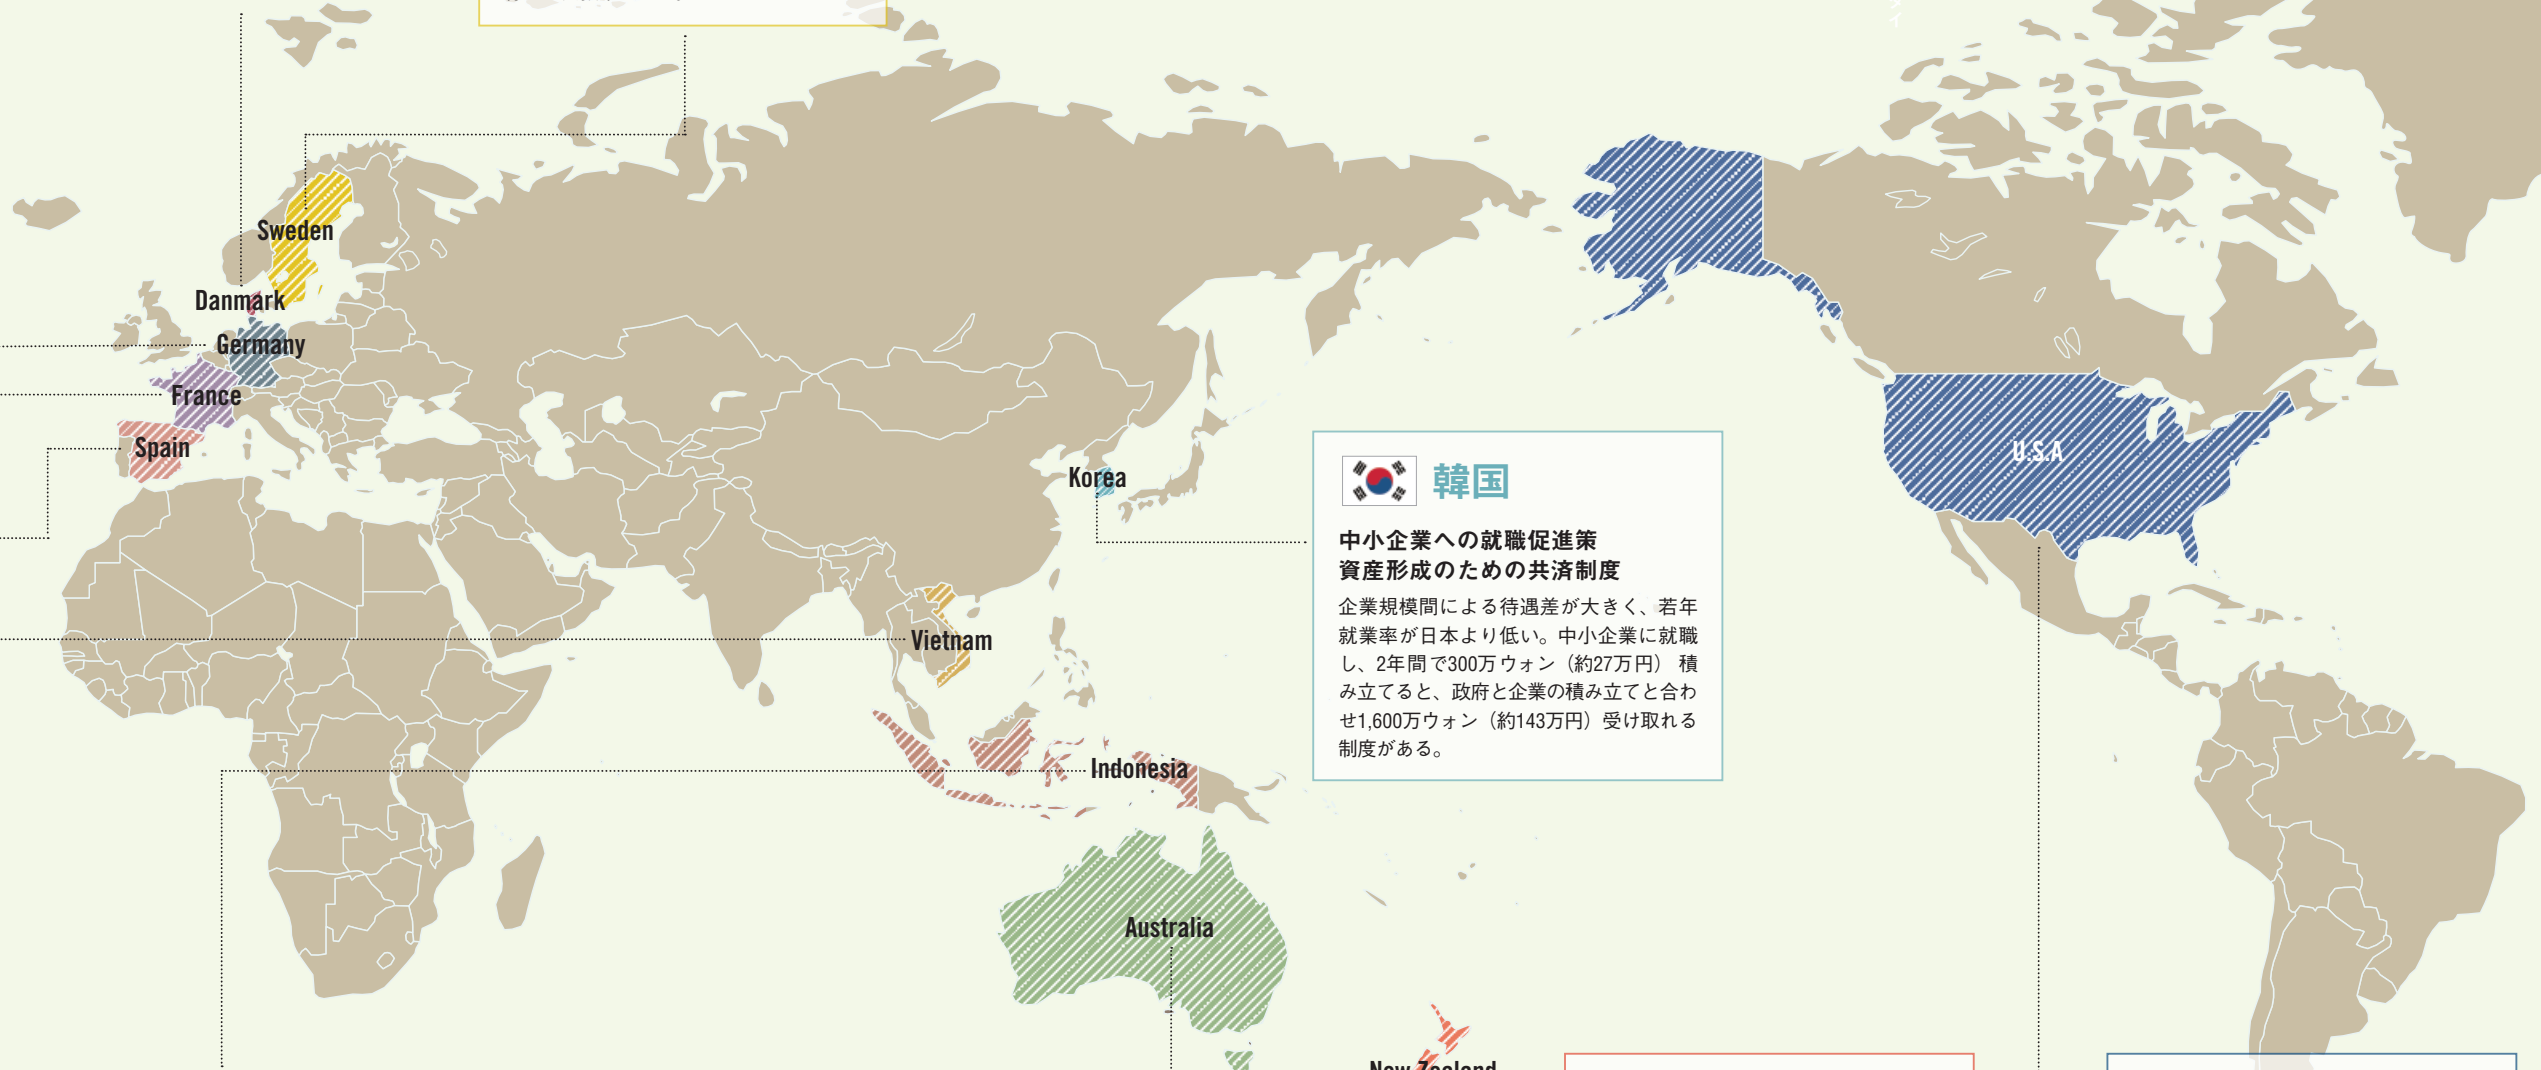 イ
Sweden
Danmark
Germany
France
Spain
Korea
U.S.A
韓国
中小企業への就職促進策
資産形成のための共済制度
企業規模間による待遇差が大きく、若年
就業率が日本より低い。中小企業に就職
し、2年間で300万ウォン（約27万円） 積
み立てると、政府と企業の積み立てと合わ
せ1,600万ウォン（約143万円）受け取れる
制度がある。
Vietnam
Indonesia
Australia
New Zealand